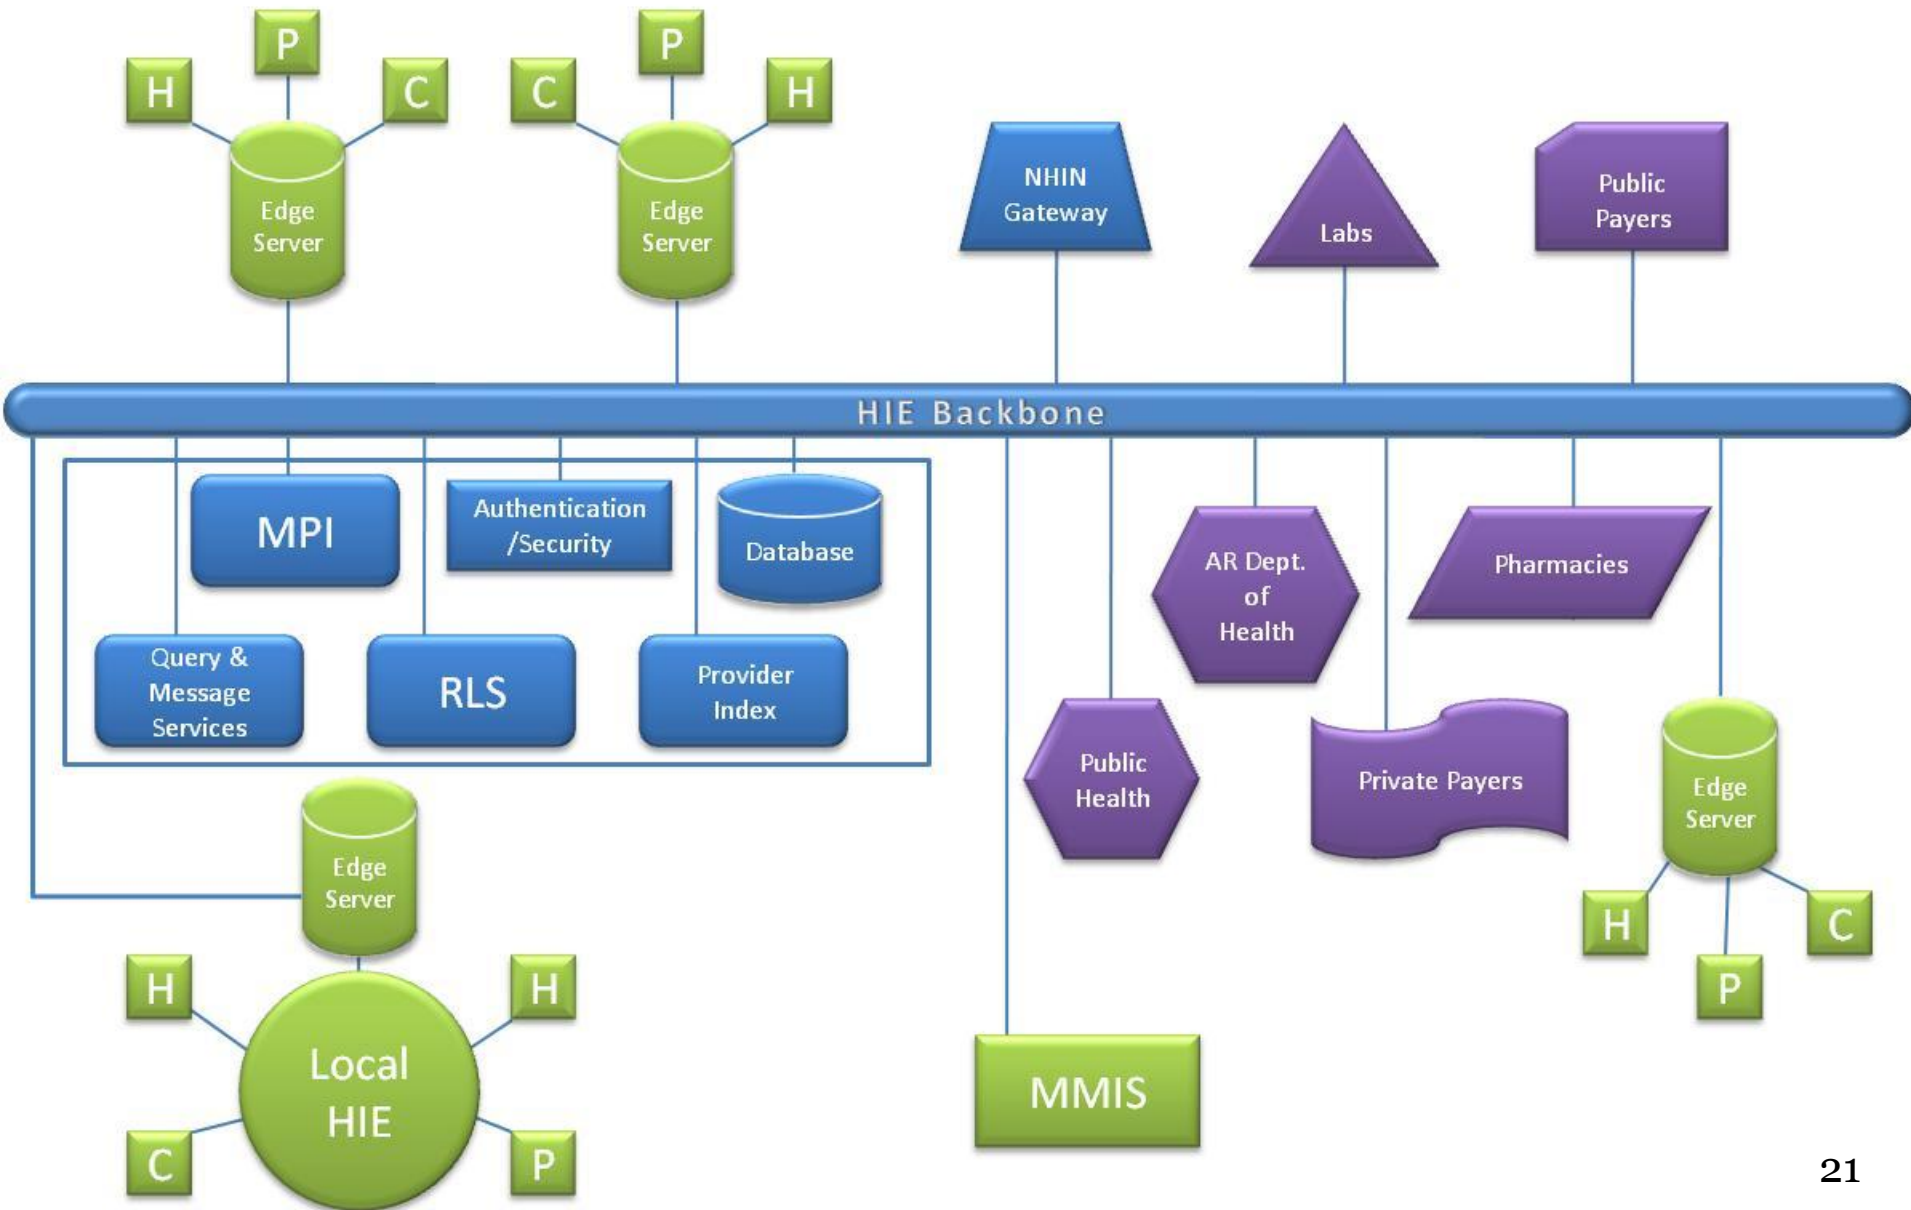 P
H
C
Edge
Server
P
C
H
Edge
Server
NHIN
Gateway
Labs
Public
Payers
HIE Backbone
MPI
Authentication
/Security
Database
Query &
Message
Services
RLS
Provider
Index
AR Dept.
of
Health
Pharmacies
Public
Health
Private Payers
Edge
Server
H
C
P
Edge
Server
H
H
Local
HIE
C
P
MMIS
21